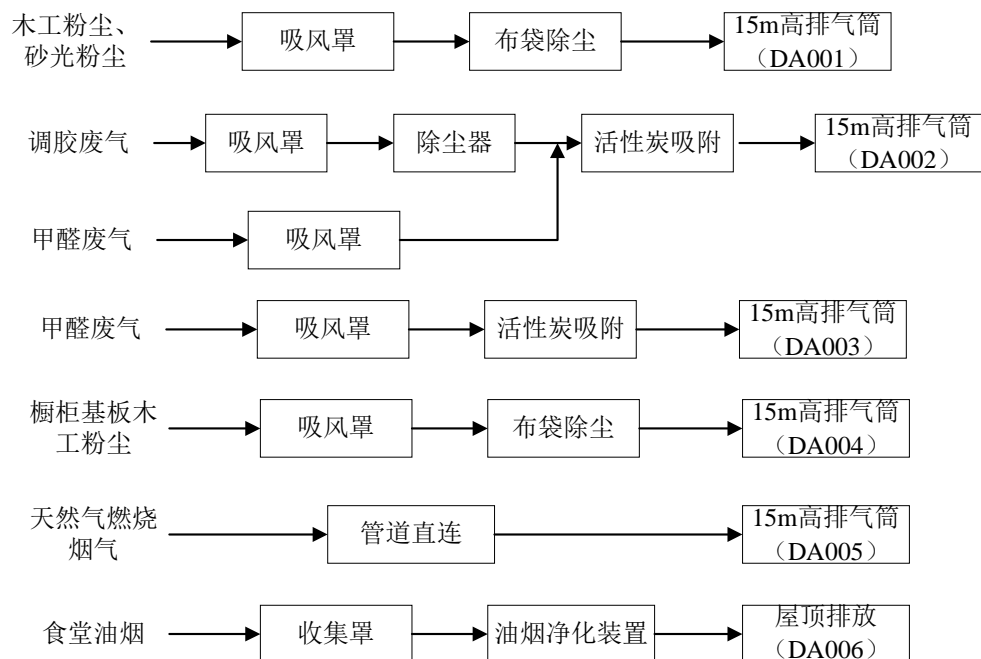 木工粉尘、
砂光粉尘
吸风罩
布袋除尘
15m高排气筒
（DA001）
调胶废气
吸风罩
除尘器
活性炭吸附
15m高排气筒
（DA002）
甲醛废气
吸风罩
甲醛废气
吸风罩
活性炭吸附
15m高排气筒
（DA003）
橱柜基板木
工粉尘
吸风罩
布袋除尘
15m高排气筒
（DA004）
天然气燃烧
烟气
管道直连
15m高排气筒
（DA005）
食堂油烟
收集罩
油烟净化装置
屋顶排放
（DA006）